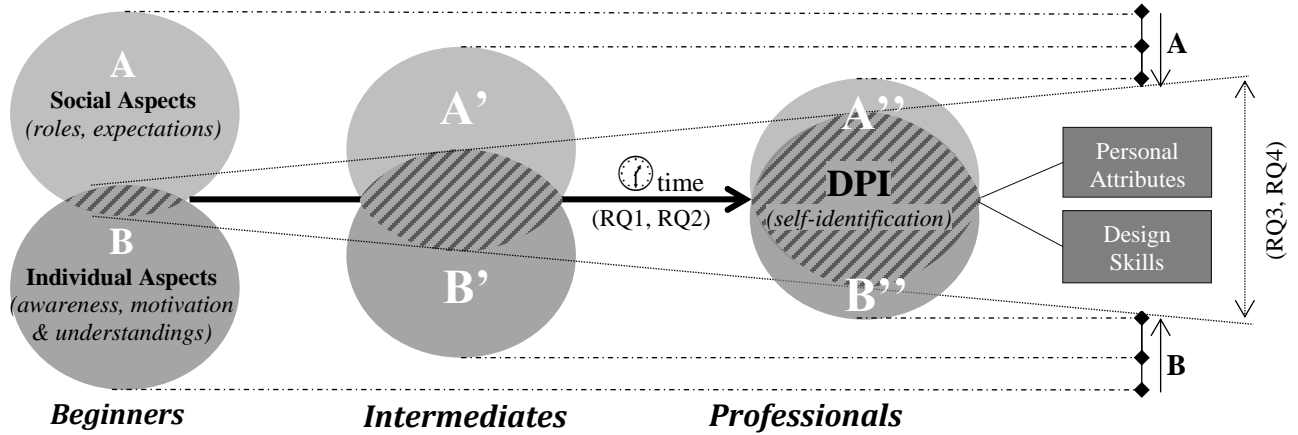 A
Social Aspects
(roles, expectations)
B
Individual Aspects
(awareness, motivation
& understandings)
Beginners
A'
B'
Intermediates
time
(RQ1, RQ2)
A''
DPI
(self-identification)
B''
Professionals
Personal
Attributes
Design
Skills
A
B
(RQ3, RQ4)